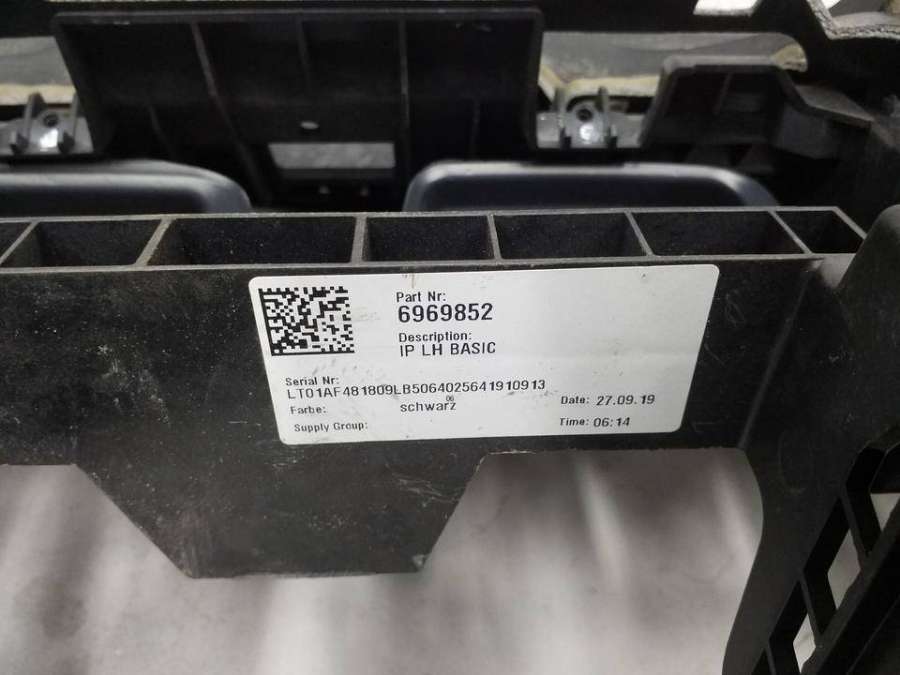 Part Nr:
6969852
Description:
IP LH BASIC
Serial Nr:
LT01AF481809LB5064025641910913
06
Farbe: schwarz Date: 27.09.19
Supply Group: Time: 06:14